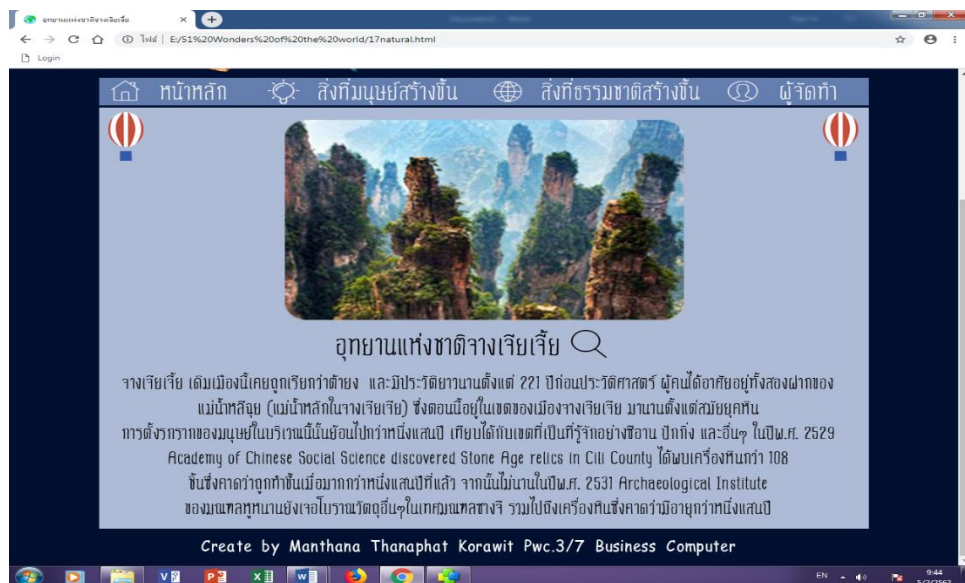 อุทยานแห่งชาติจางเจียเจี้ย
ไฟล์ | E:/51%20Wonders%20of%20the%20world/17natural.html
Login
หน้าหลัก สิ่งที่มนุษย์สร้างขึ้น สิ่งที่ธรรมชาติสร้างขึ้น ผู้จัดทำ
อุทยานแห่งชาติจางเจียเจี้ย
จางเจียเจี้ย เดิมเมืองนี้เคยถูกเรียกว่าต้ายง และมีประวัติยาวนานตั้งแต่ 221 ปีก่อนประวัติศาสตร์ ผู้คนได้อาศัยอยู่ทั้งสองฝากของ
แม่น้ำหลีฉุย (แม่น้ำหลักในจางเจียเจีย) ซึ่งตอนนี้อยู่ในเขตของเมืองจางเจียเจีย มานานตั้งแต่สมัยยุคหิน
การตั้งรกรากของมนุษย์ในบริเวณนี้นั้นย้อนไปกว่าหนึ่งแสนปี เทียบได้กับเขตที่เป็นที่รู้จักอย่างซีอาน ปักกิ่ง และอื่นๆ ในปีพ.ศ. 2529
Academy of Chinese Social Science discovered Stone Age relics in Cili County ได้พบเครื่องหินกว่า 108
ชิ้นซึ่งคาดว่าถูกทำขึ้นเมื่อมากกว่าหนึ่งแสนปีที่แล้ว จากนั้นไม่นานในปีพ.ศ. 2531 Archaeological Institute
ของมณฑลหูหนานยังเจอโบราณวัตถุอื่นๆในเทศมณฑลซางจื รวมไปถึงเครื่องหินซึ่งคาดว่ามีอายุกว่าหนึ่งแสนปี
Create by Manthana Thanaphat Korawit Pwc.3/7 Business Computer
EN 9:44
5/2/2563